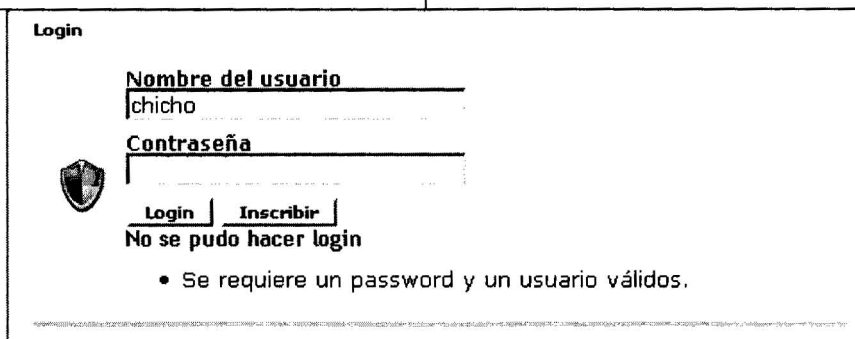 Login
Nombre del usuario
chicho
Contraseña
Login Inscribir
No se pudo hacer login
• Se requiere un password y un usuario válidos.